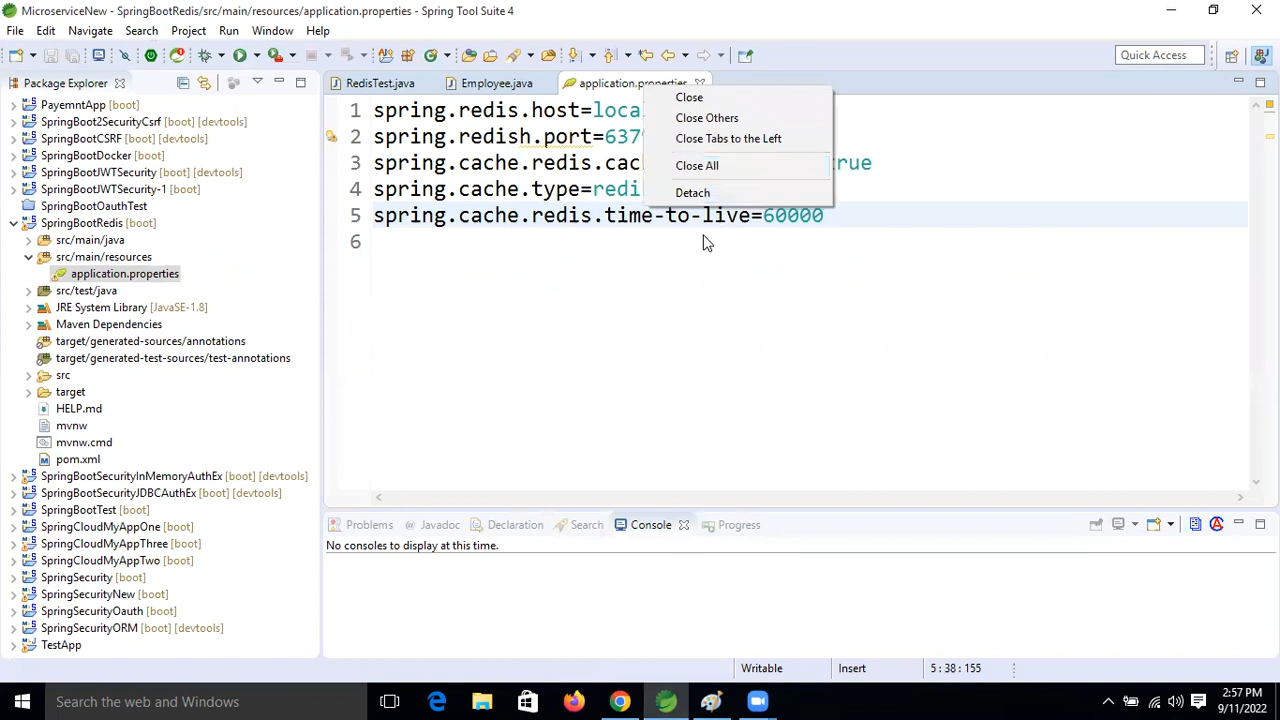 MicroserviceNew - SpringBootRedis/src/main/resources/application.properties - Spring Tool Suite 4
File Edit Navigate Search Project Run Window Help
Quick Access
Package Explorer
RedisTest.java Employee.java application.properties
PayemntApp [boot]
SpringBoot2SecurityCsrf [boot] [devtools]
SpringBootCSRF [boot] [devtools]
SpringBootDocker [boot]
SpringBootJWTSecurity [boot]
SpringBootJWTSecurity-1 [boot]
SpringBootOauthTest
SpringBootRedis [boot]
src/main/java
src/main/resources
application.properties
src/test/java
JRE System Library [JavaSE-1.8]
Maven Dependencies
target/generated-sources/annotations
target/generated-test-sources/test-annotations
src
target
HELP.md
mvnw
mvnw.cmd
pom.xml
SpringBootSecurityInMemoryAuthEx [boot] [devtools]
SpringBootSecurityJDBCAuthEx [boot] [devtools]
SpringBootTest [boot]
SpringCloudMyAppOne [boot]
SpringCloudMyAppThree [boot]
SpringCloudMyAppTwo [boot]
SpringSecurity [boot]
SpringSecurityNew [boot]
SpringSecurityOauth [boot]
SpringSecurityORM [boot] [devtools]
TestApp
1 spring.redis.host=loca
2 spring.redish.port=637
3 spring.cache.redis.cac rue
4 spring.cache.type=redi
5 spring.cache.redis.time-to-live=60000
6
Close
Close Others
Close Tabs to the Left
Close All
Detach
Problems Javadoc Declaration Search Console Progress
No consoles to display at this time.
Writable Insert 5 : 38 : 155
Search the web and Windows
2:57 PM
9/11/2022